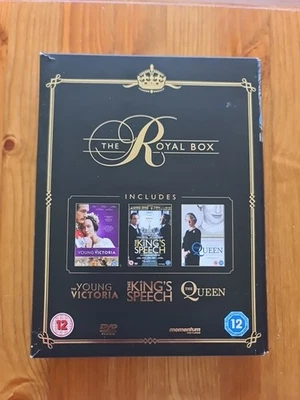 THE ROYAL BOX
INCLUDES
YOUNG VICTORIA
THE KING'S SPEECH
QUEEN
THE YOUNG VICTORIA
THE KING'S SPEECH
THE QUEEN
12
DVD
momentum
12